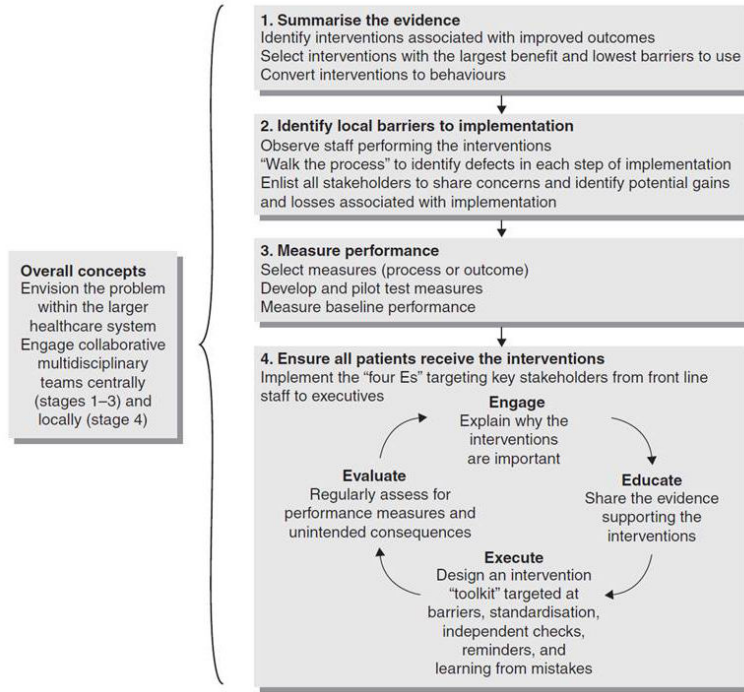 1. Summarise the evidence
Identify interventions associated with improved outcomes
Select interventions with the largest benefit and lowest barriers to use
Convert interventions to behaviours
2. Identify local barriers to implementation
Observe staff performing the interventions
“Walk the process” to identify defects in each step of implementation
Enlist all stakeholders to share concerns and identify potential gains
and losses associated with implementation
Overall concepts
Envision the problem
within the larger
healthcare system
Engage collaborative
multidisciplinary
teams centrally
(stages 1–3) and
locally (stage 4)
3. Measure performance
Select measures (process or outcome)
Develop and pilot test measures
Measure baseline performance
4. Ensure all patients receive the interventions
Implement the “four Es” targeting key stakeholders from front line
staff to executives
Engage
Explain why the
interventions
are important
Educate
Share the evidence
supporting the
interventions
Execute
Design an intervention
“toolkit” targeted at
barriers, standardisation,
independent checks,
reminders, and
learning from mistakes
Evaluate
Regularly assess for
performance measures and
unintended consequences